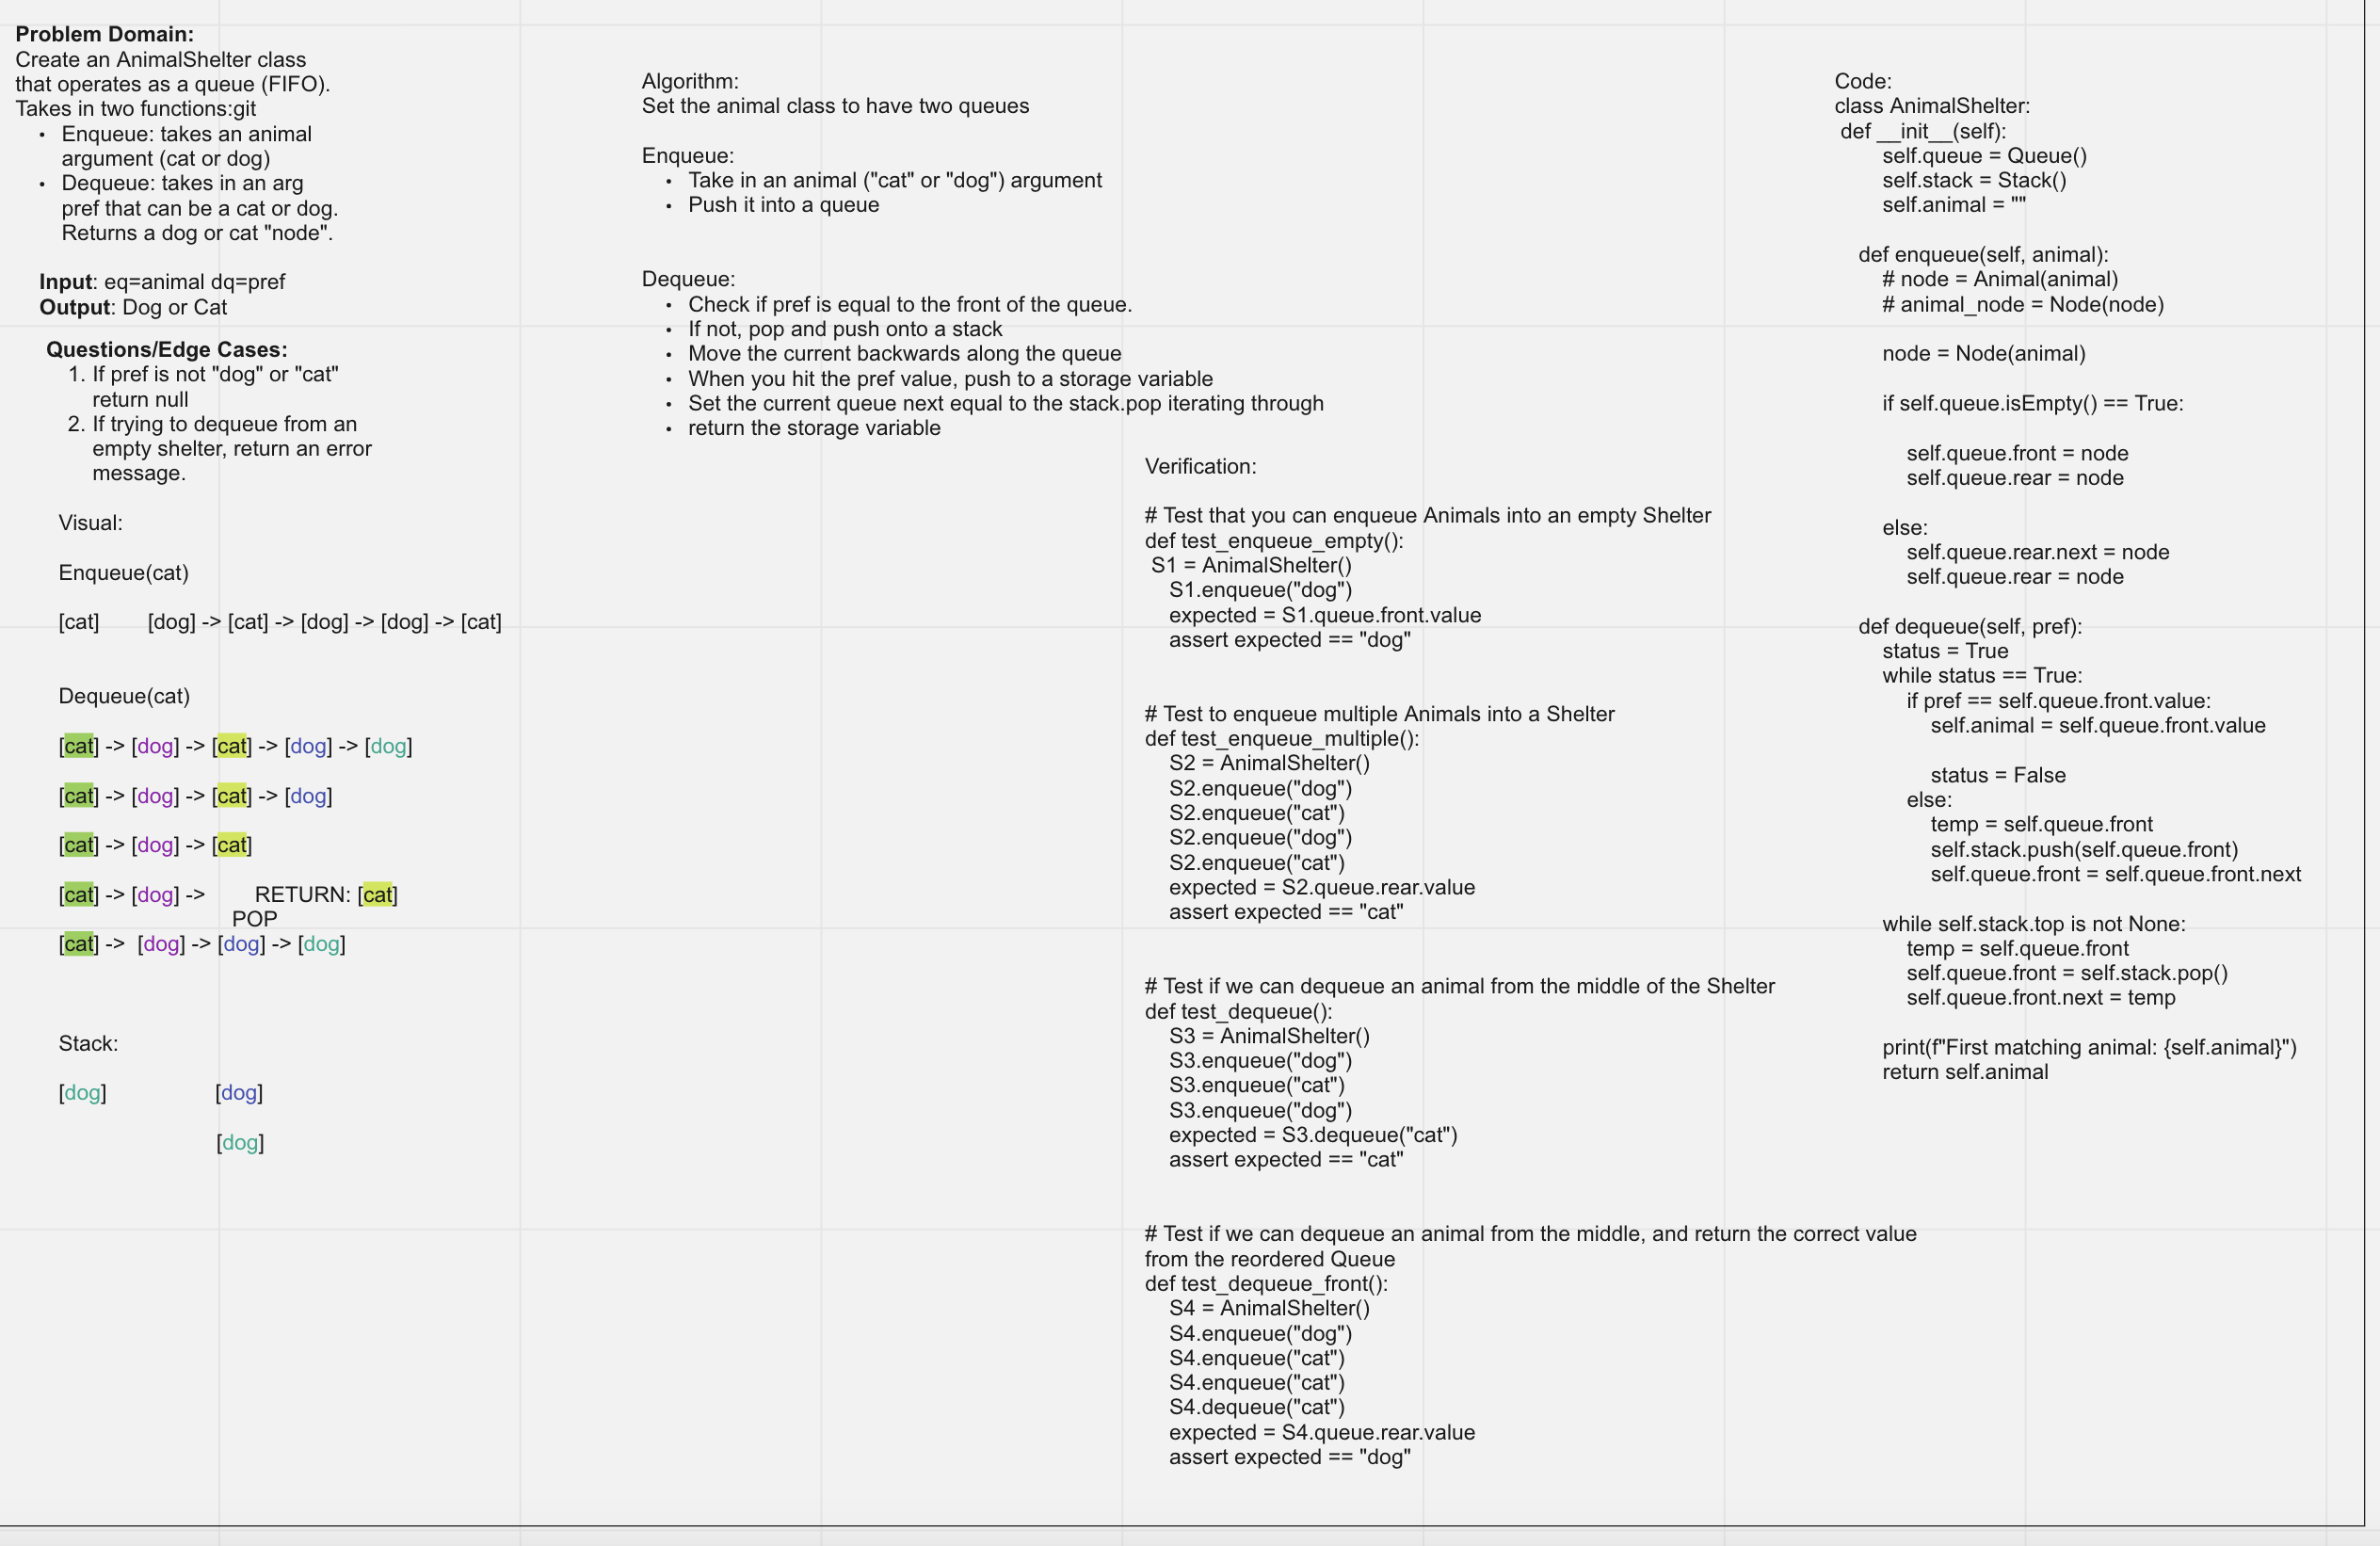 Problem Domain:
Create an AnimalShelter class
that operates as a queue (FIFO).
Takes in two functions:git
• Enqueue: takes an animal
argument (cat or dog)
• Dequeue: takes in an arg
pref that can be a cat or dog.
Returns a dog or cat "node".
Input: eq=animal dq=pref
Output: Dog or Cat
Questions/Edge Cases:
1. If pref is not "dog" or "cat"
return null
2. If trying to dequeue from an
empty shelter, return an error
message.
Visual:
Enqueue(cat)
[cat] [dog] -> [cat] -> [dog] -> [dog] -> [cat]
Dequeue(cat)
[cat] -> [dog] -> [cat] -> [dog] -> [dog]
[cat] -> [dog] -> [cat] -> [dog]
[cat] -> [dog] -> [cat]
[cat] -> [dog] -> RETURN: [cat]
POP
[cat] -> [dog] -> [dog] -> [dog]
Stack:
[dog] [dog]
[dog]
Algorithm:
Set the animal class to have two queues
Enqueue:
• Take in an animal ("cat" or "dog") argument
• Push it into a queue
Dequeue:
• Check if pref is equal to the front of the queue.
• If not, pop and push onto a stack
• Move the current backwards along the queue
• When you hit the pref value, push to a storage variable
• Set the current queue next equal to the stack.pop iterating through
• return the storage variable
Verification:
# Test that you can enqueue Animals into an empty Shelter
def test_enqueue_empty():
S1 = AnimalShelter()
S1.enqueue("dog")
expected = S1.queue.front.value
assert expected == "dog"
# Test to enqueue multiple Animals into a Shelter
def test_enqueue_multiple():
S2 = AnimalShelter()
S2.enqueue("dog")
S2.enqueue("cat")
S2.enqueue("dog")
S2.enqueue("cat")
expected = S2.queue.rear.value
assert expected == "cat"
# Test if we can dequeue an animal from the middle of the Shelter
def test_dequeue():
S3 = AnimalShelter()
S3.enqueue("dog")
S3.enqueue("cat")
S3.enqueue("dog")
expected = S3.dequeue("cat")
assert expected == "cat"
# Test if we can dequeue an animal from the middle, and return the correct value
from the reordered Queue
def test_dequeue_front():
S4 = AnimalShelter()
S4.enqueue("dog")
S4.enqueue("cat")
S4.enqueue("cat")
S4.dequeue("cat")
expected = S4.queue.rear.value
assert expected == "dog"
Code:
class AnimalShelter:
def __init__(self):
self.queue = Queue()
self.stack = Stack()
self.animal = ""
def enqueue(self, animal):
# node = Animal(animal)
# animal_node = Node(node)
node = Node(animal)
if self.queue.isEmpty() == True:
self.queue.front = node
self.queue.rear = node
else:
self.queue.rear.next = node
self.queue.rear = node
def dequeue(self, pref):
status = True
while status == True:
if pref == self.queue.front.value:
self.animal = self.queue.front.value
status = False
else:
temp = self.queue.front
self.stack.push(self.queue.front)
self.queue.front = self.queue.front.next
while self.stack.top is not None:
temp = self.queue.front
self.queue.front = self.stack.pop()
self.queue.front.next = temp
print(f"First matching animal: {self.animal}")
return self.animal